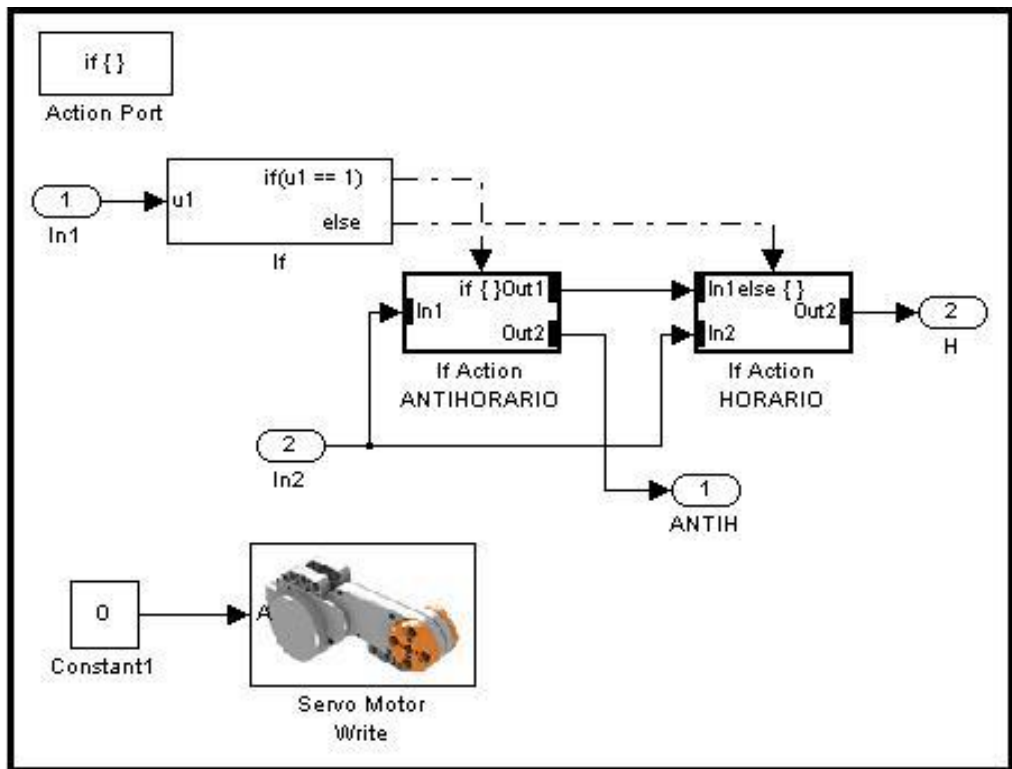 if { }
Action Port
1
In1
u1
if(u1 == 1)
else
If
if { }Out1
In1
Out2
If Action
ANTIHORARIO
In1else { }
Out2
In2
If Action
HORARIO
2
H
2
In2
1
ANTIH
0
Constant1
A
Servo Motor
Write